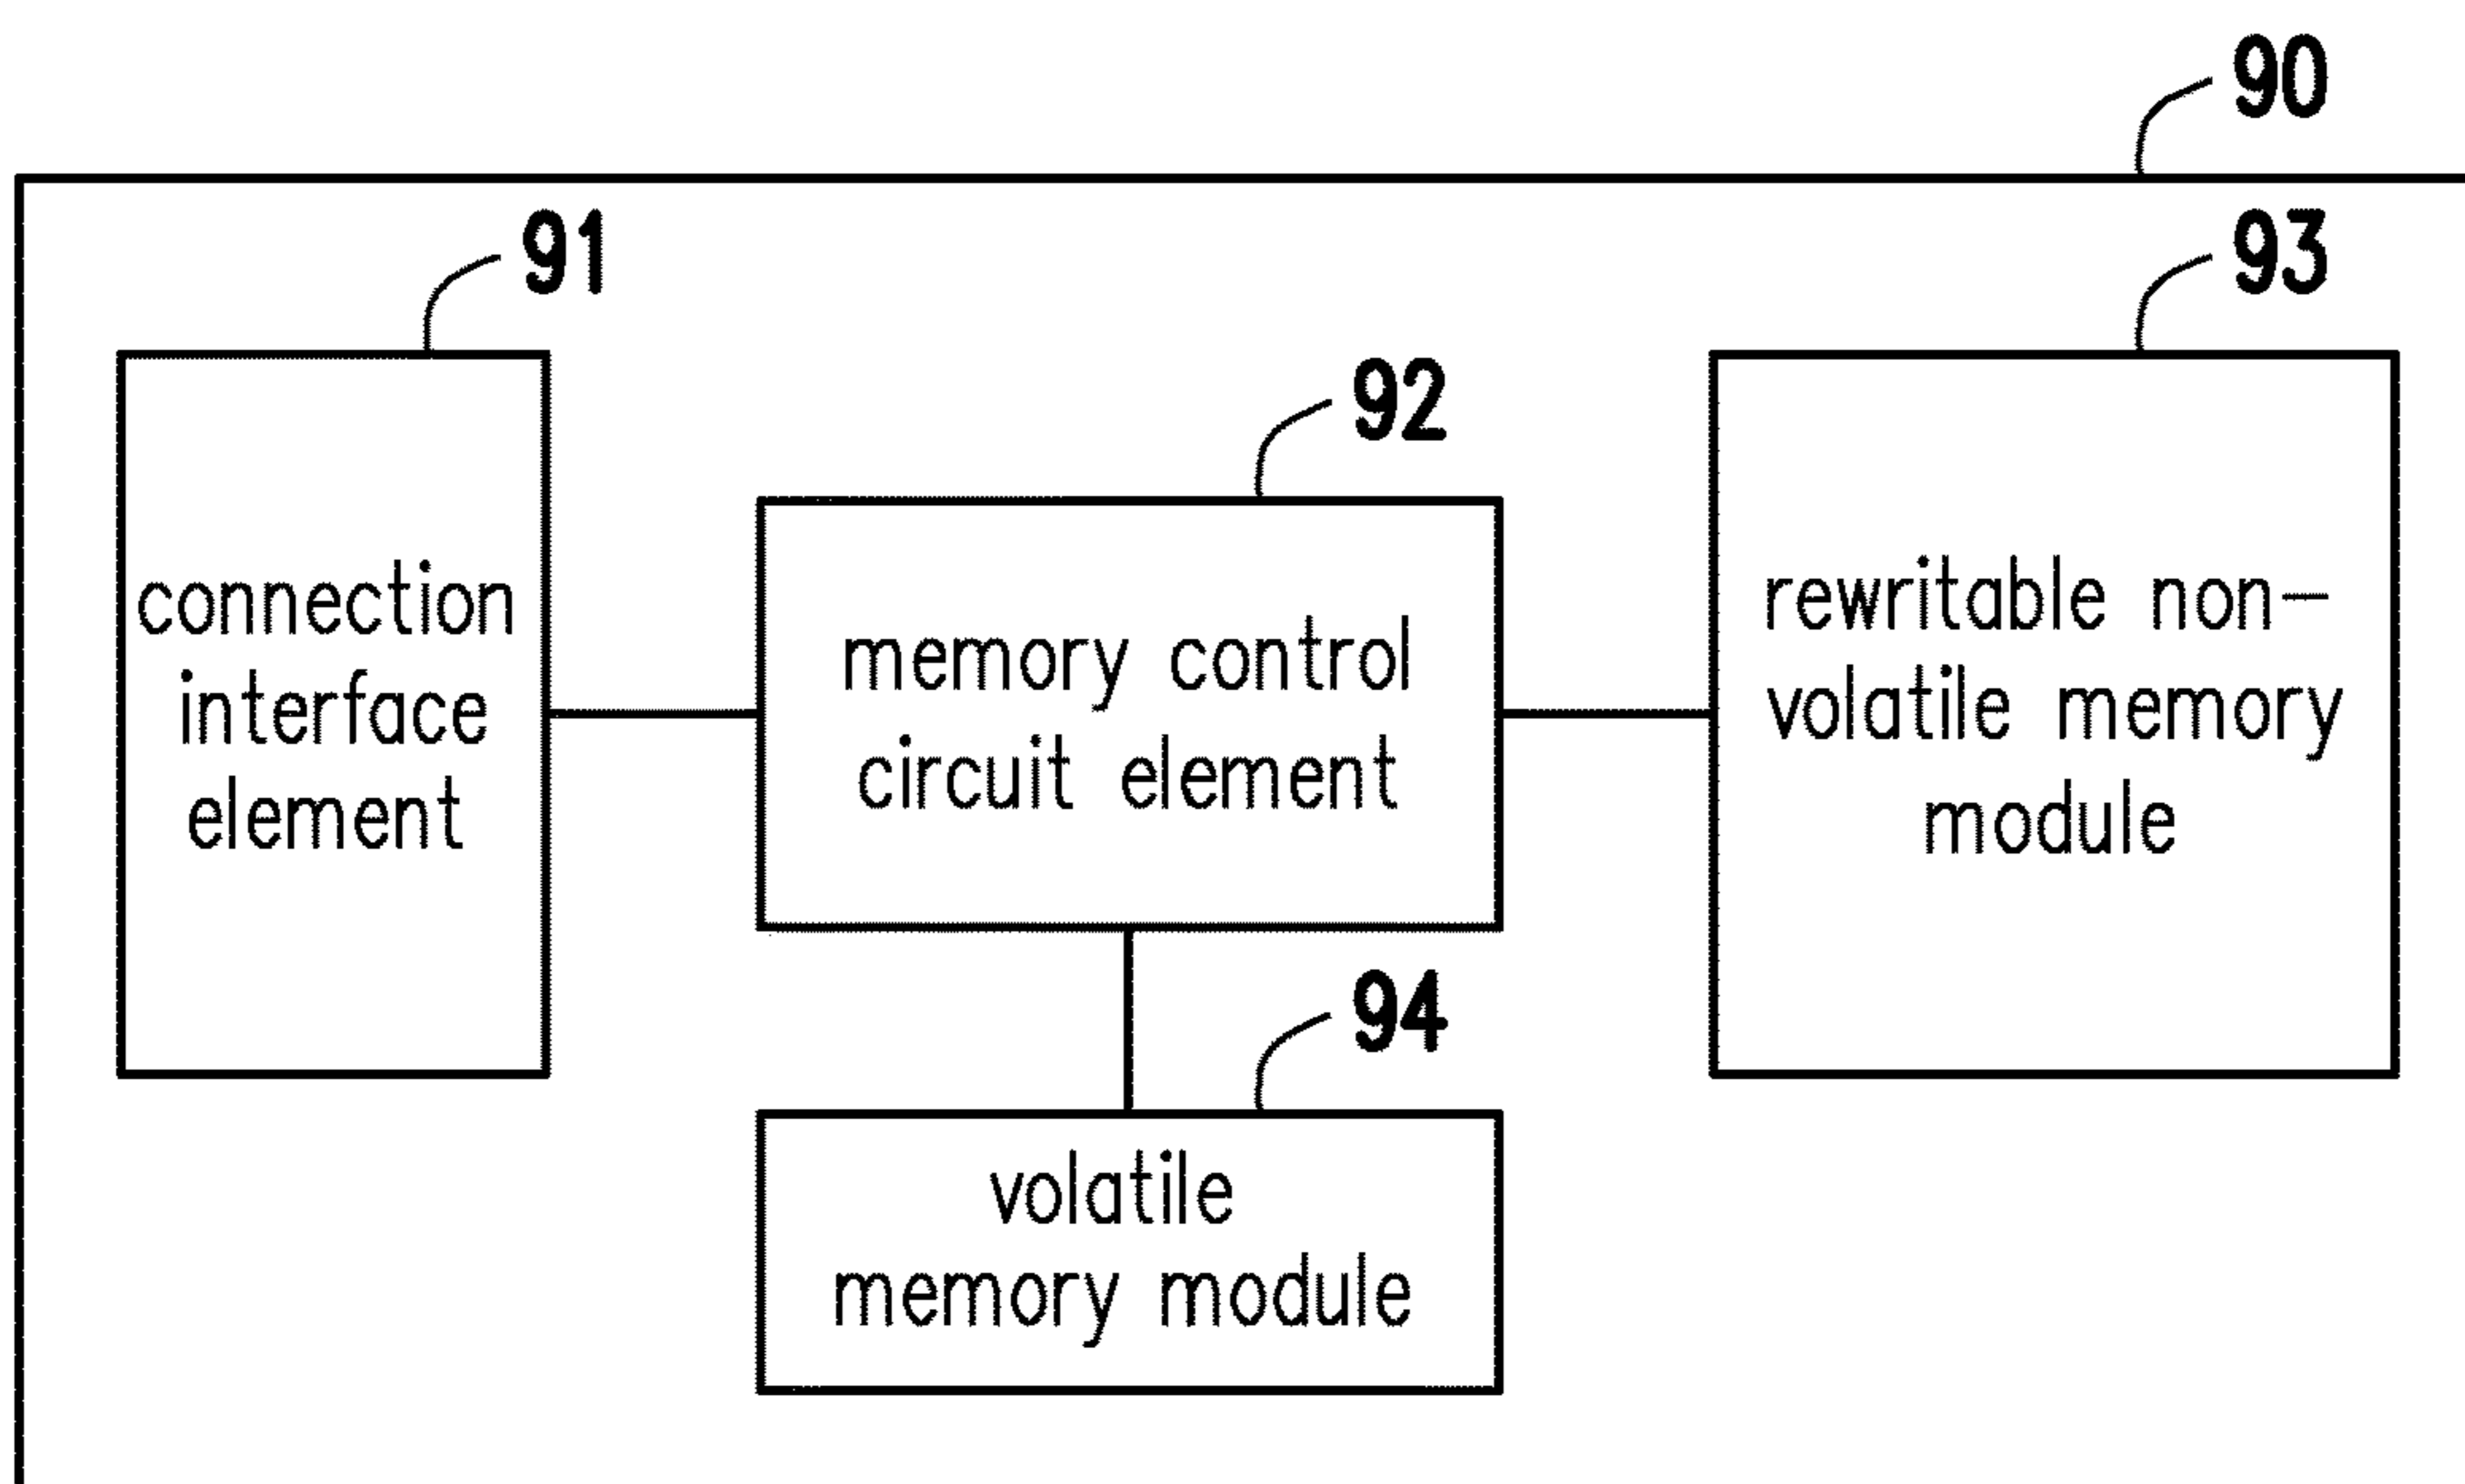 90
91
93
92
connection
interface
element
memory control
circuit element
rewritable non-
volatile memory
module
94
volatile
memory module